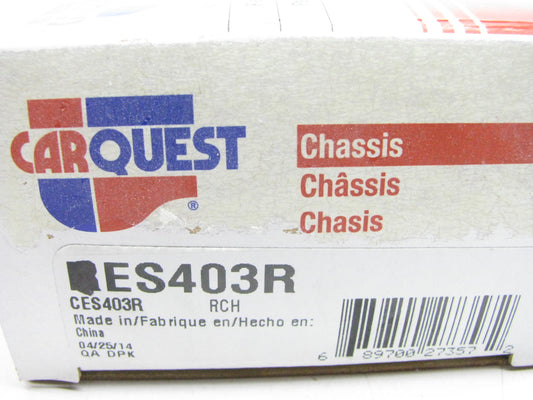 CARQUEST
®
Chassis
Châssis
Chasis
ES403R
CES403R RCH
Made in/Fabrique en/Hecho en:
China
04/25/14
QA DPK
6 89700 27357 2